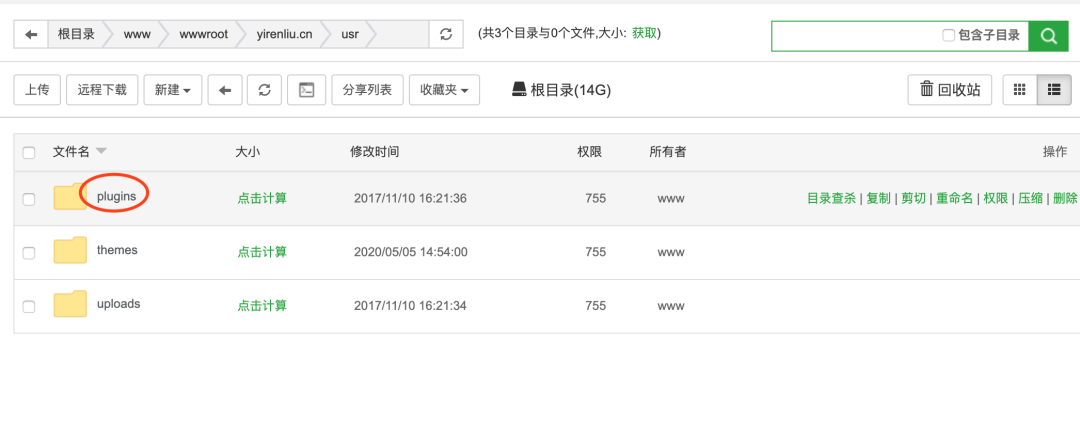 根目录 www wwwroot yirenliu.cn usr (共3个目录与0个文件,大小: 获取) 包含子目录
上传 远程下载 新建 分享列表 收藏夹 根目录(14G) 回收站
文件名 大小 修改时间 权限 所有者 操作
plugins 点击计算 2017/11/10 16:21:36 755 www 目录查杀 | 复制 | 剪切 | 重命名 | 权限 | 压缩 | 删除
themes 点击计算 2020/05/05 14:54:00 755 www
uploads 点击计算 2017/11/10 16:21:34 755 www